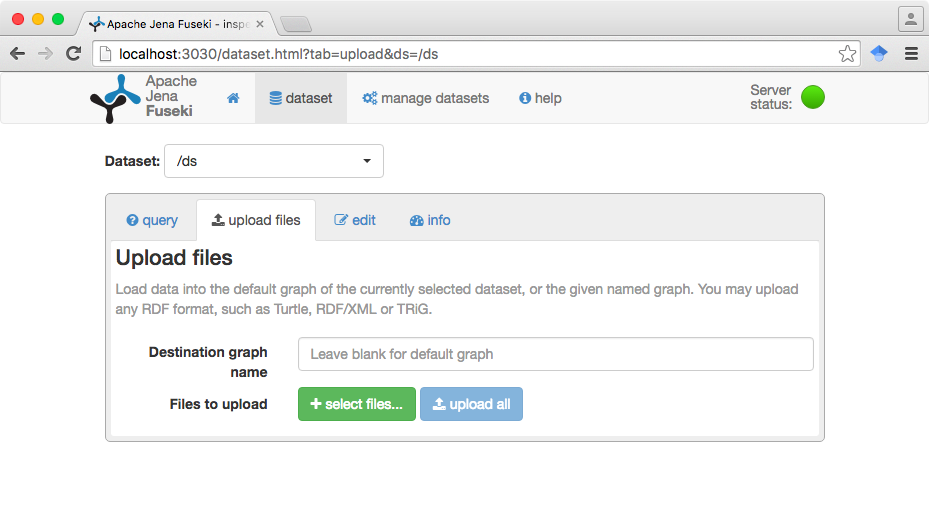 Apache Jena Fuseki - inspe
localhost:3030/dataset.html?tab=upload&ds=/ds
Apache
Jena
Fuseki
dataset
manage datasets
help
Server
status:
Dataset:
/ds
query
upload files
edit
info
Upload files
Load data into the default graph of the currently selected dataset, or the given named graph. You may upload
any RDF format, such as Turtle, RDF/XML or TRiG.
Destination graph
name
Leave blank for default graph
Files to upload
select files...
upload all